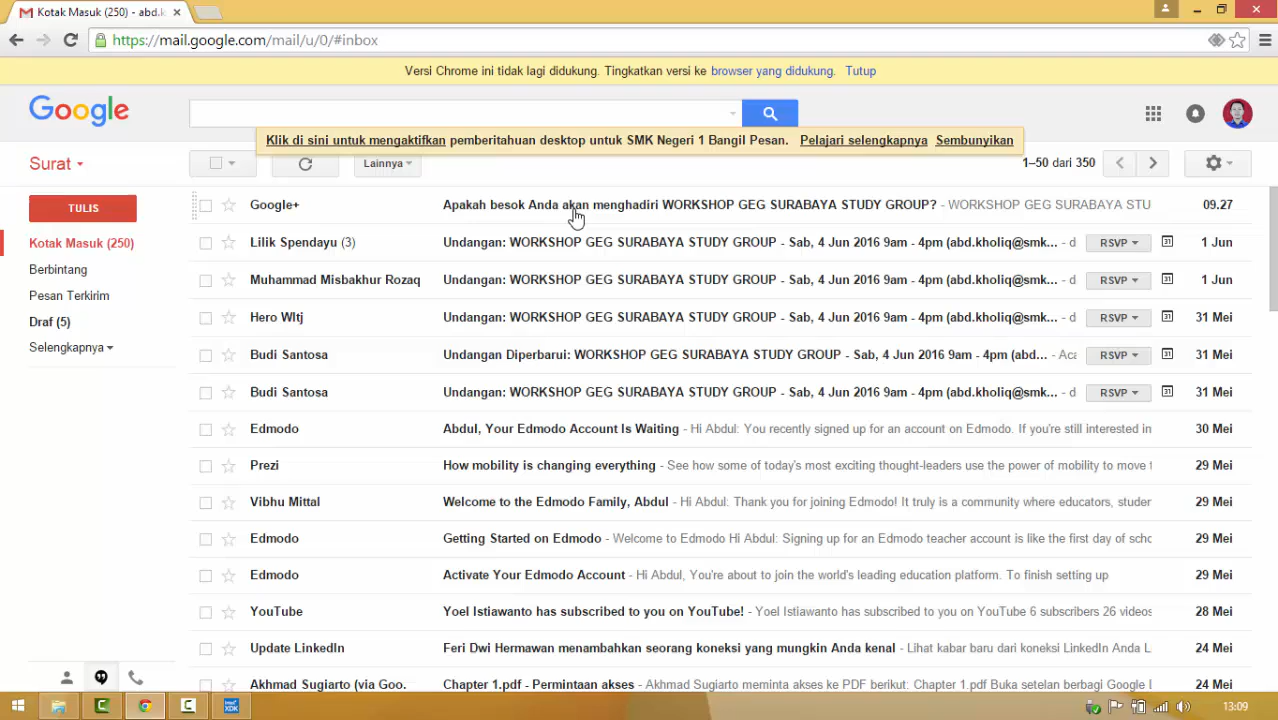 Kotak Masuk (250) - abd.k
https://mail.google.com/mail/u/0/#inbox
Versi Chrome ini tidak lagi didukung. Tingkatkan versi ke browser yang didukung. Tutup
Google
Klik di sini untuk mengaktifkan pemberitahuan desktop untuk SMK Negeri 1 Bangil Pesan. Pelajari selengkapnya Sembunyikan
Surat Lainnya 1–50 dari 350
TULIS
Kotak Masuk (250)
Berbintang
Pesan Terkirim
Draf (5)
Selengkapnya
Google+ Apakah besok Anda akan menghadiri WORKSHOP GEG SURABAYA STUDY GROUP? - WORKSHOP GEG SURABAYA STU 09.27
Lilik Spendayu (3) Undangan: WORKSHOP GEG SURABAYA STUDY GROUP - Sab, 4 Jun 2016 9am - 4pm (abd.kholiq@smk... - d RSVP 31 1 Jun
Muhammad Misbakhur Rozaq Undangan: WORKSHOP GEG SURABAYA STUDY GROUP - Sab, 4 Jun 2016 9am - 4pm (abd.kholiq@smk... - d RSVP 31 1 Jun
Hero Wltj Undangan: WORKSHOP GEG SURABAYA STUDY GROUP - Sab, 4 Jun 2016 9am - 4pm (abd.kholiq@smk... - d RSVP 31 31 Mei
Budi Santosa Undangan Diperbarui: WORKSHOP GEG SURABAYA STUDY GROUP - Sab, 4 Jun 2016 9am - 4pm (abd... - Aca RSVP 31 31 Mei
Budi Santosa Undangan: WORKSHOP GEG SURABAYA STUDY GROUP - Sab, 4 Jun 2016 9am - 4pm (abd.kholiq@smk... - d RSVP 31 31 Mei
Edmodo Abdul, Your Edmodo Account Is Waiting - Hi Abdul: You recently signed up for an account on Edmodo. If you're still interested in 30 Mei
Prezi How mobility is changing everything - See how some of today's most exciting thought-leaders use the power of mobility to move t 29 Mei
Vibhu Mittal Welcome to the Edmodo Family, Abdul - Hi Abdul: Thank you for joining Edmodo! It truly is a community where educators, studen 29 Mei
Edmodo Getting Started on Edmodo - Welcome to Edmodo Hi Abdul: Signing up for an Edmodo teacher account is like the first day of scho 29 Mei
Edmodo Activate Your Edmodo Account - Hi Abdul, You're about to join the world's leading education platform. To finish setting up 29 Mei
YouTube Yoel Istiawanto has subscribed to you on YouTube! - Yoel Istiawanto has subscribed to you on YouTube 6 subscribers 26 videos 28 Mei
Update LinkedIn Feri Dwi Hermawan menambahkan seorang koneksi yang mungkin Anda kenal - Lihat kabar baru dari koneksi LinkedIn Anda 24 Mei
Akhmad Sugiarto (via Goo. Chapter 1.pdf - Permintaan akses - Akhmad Sugiarto meminta akses ke PDF berikut: Chapter 1.pdf Buka setelan berbagi Google 24 Mei
XDK
13:09